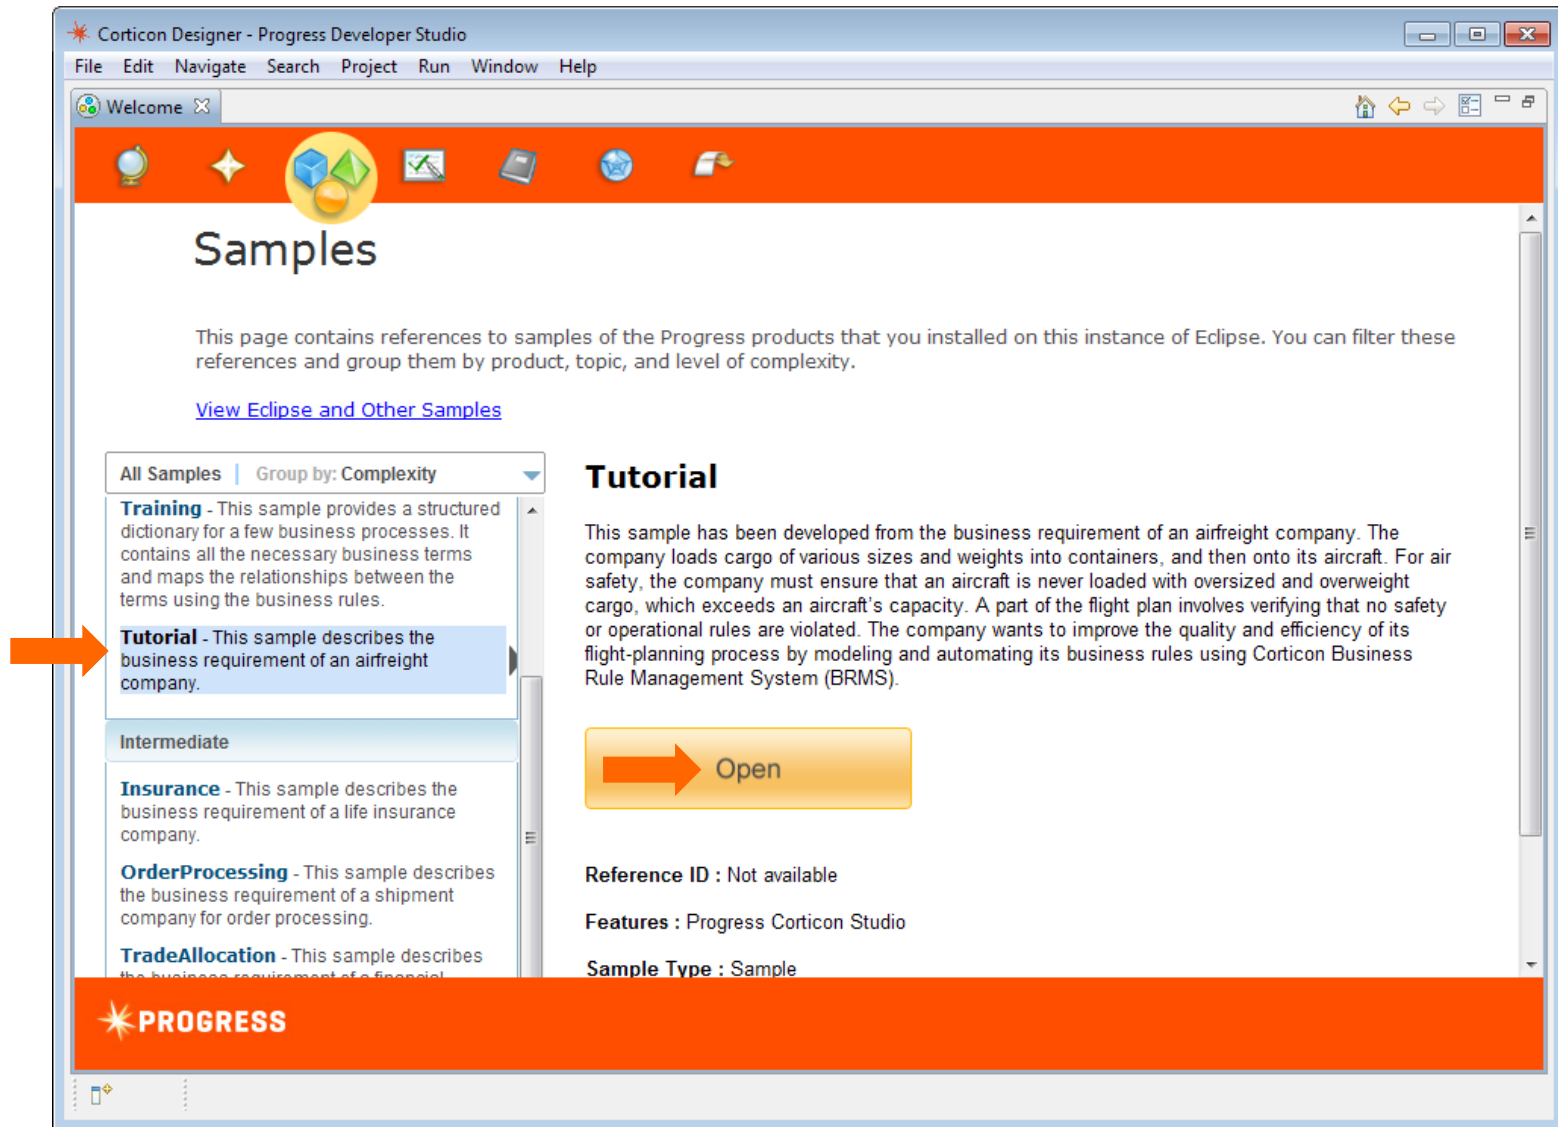 Corticon Designer - Progress Developer Studio
File Edit Navigate Search Project Run Window Help
Welcome
Samples
This page contains references to samples of the Progress products that you installed on this instance of Eclipse. You can filter these
references and group them by product, topic, and level of complexity.
View Eclipse and Other Samples
All Samples | Group by: Complexity
Training - This sample provides a structured
dictionary for a few business processes. It
contains all the necessary business terms
and maps the relationships between the
terms using the business rules.
Tutorial - This sample describes the
business requirement of an airfreight
company.
Intermediate
Insurance - This sample describes the
business requirement of a life insurance
company.
OrderProcessing - This sample describes
the business requirement of a shipment
company for order processing.
TradeAllocation - This sample describes
the business requirement of a financial
Tutorial
This sample has been developed from the business requirement of an airfreight company. The
company loads cargo of various sizes and weights into containers, and then onto its aircraft. For air
safety, the company must ensure that an aircraft is never loaded with oversized and overweight
cargo, which exceeds an aircraft's capacity. A part of the flight plan involves verifying that no safety
or operational rules are violated. The company wants to improve the quality and efficiency of its
flight-planning process by modeling and automating its business rules using Corticon Business
Rule Management System (BRMS).
Open
Reference ID : Not available
Features : Progress Corticon Studio
Sample Type : Sample
PROGRESS